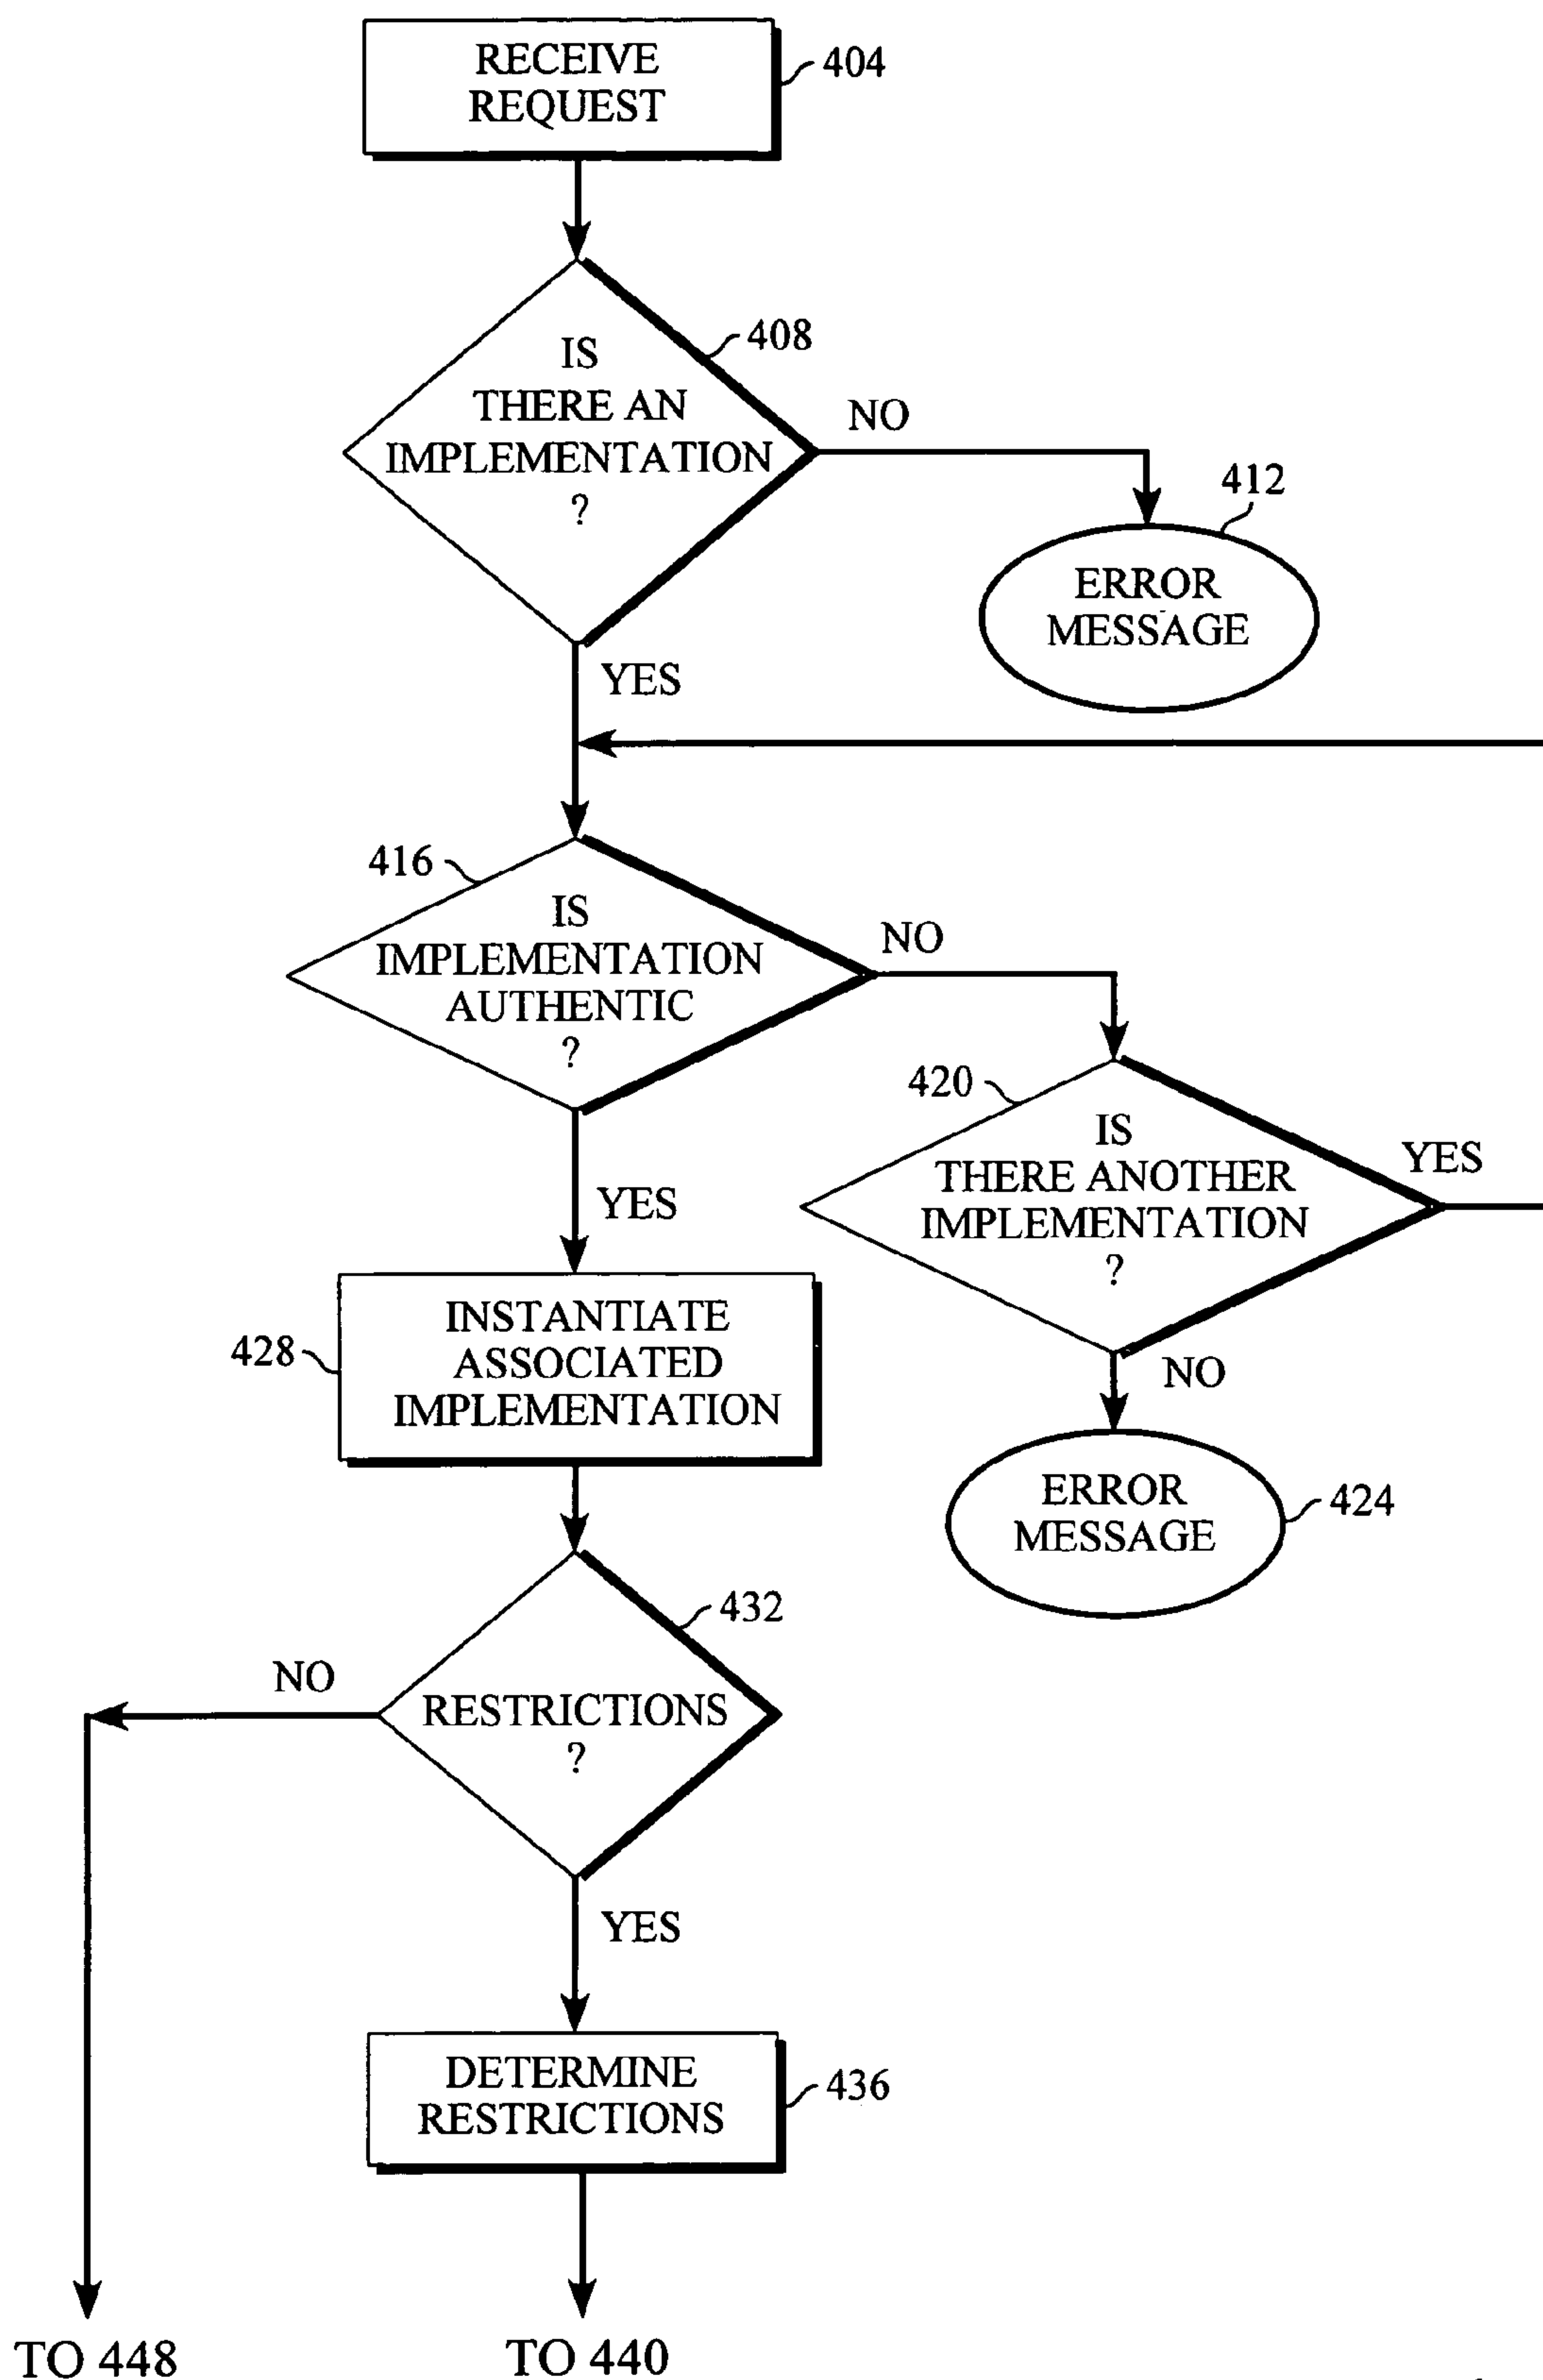 RECEIVE
REQUEST
404
408
IS
THERE AN
IMPLEMENTATION
?
NO
412
ERROR
MESSAGE
YES
416
IS
IMPLEMENTATION
AUTHENTIC
?
NO
420
IS
THERE ANOTHER
IMPLEMENTATION
?
YES
YES
NO
428
INSTANTIATE
ASSOCIATED
IMPLEMENTATION
ERROR
MESSAGE
424
432
RESTRICTIONS
?
NO
YES
DETERMINE
RESTRICTIONS
436
TO 448
TO 440